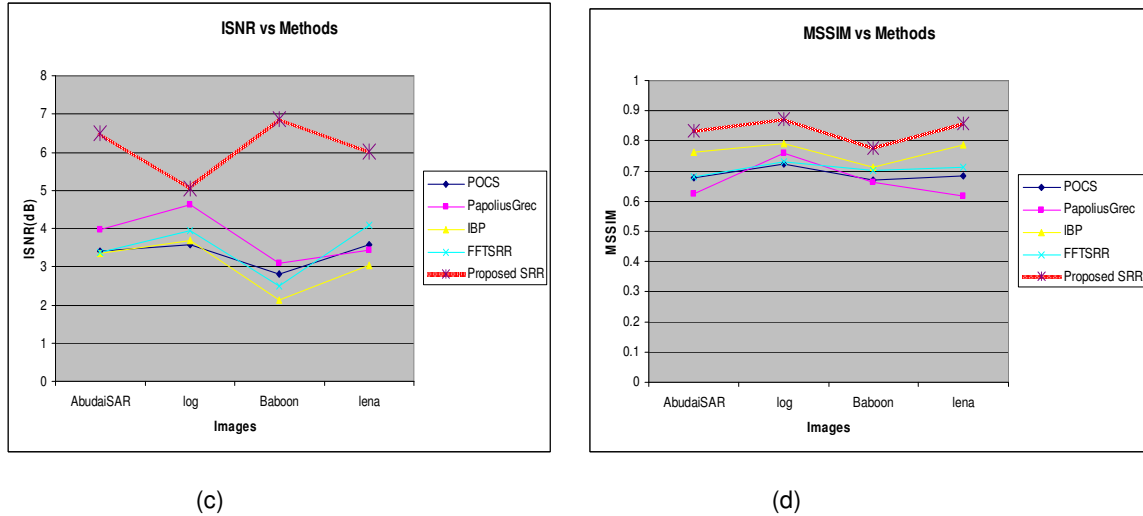 ISNR vs Methods
8
7
6
5
4
3
2
1
0
ISNR(dB)
AbudaiSAR log Baboon lena
Images
POCS
PapoliusGrec
IBP
FFTSRR
Proposed SRR
(c)
MSSIM vs Methods
1
0.9
0.8
0.7
0.6
0.5
0.4
0.3
0.2
0.1
0
MSSIM
AbudaiSAR log Baboon lena
Images
POCS
PapoliusGrec
IBP
FFTSRR
Proposed SRR
(d)